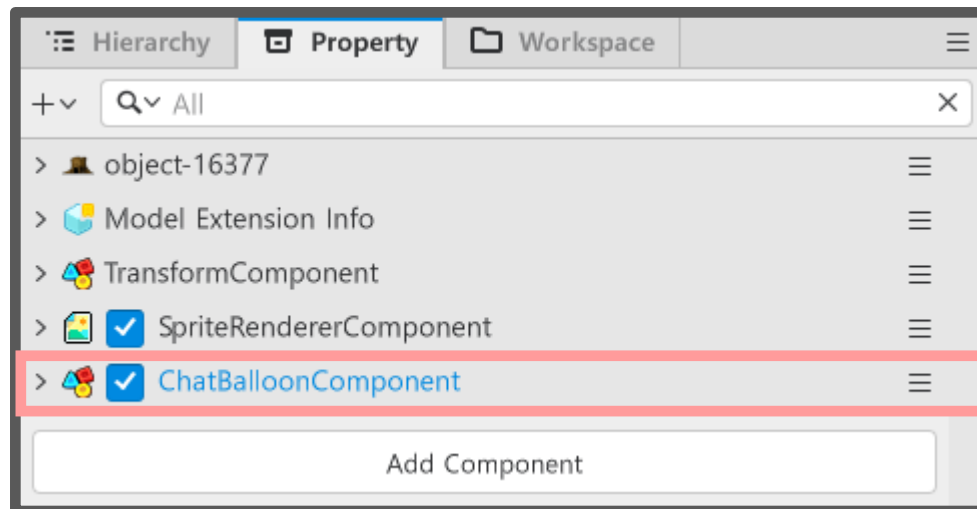 Hierarchy Property Workspace
All
object-16377
Model Extension Info
TransformComponent
SpriteRendererComponent
ChatBalloonComponent
Add Component